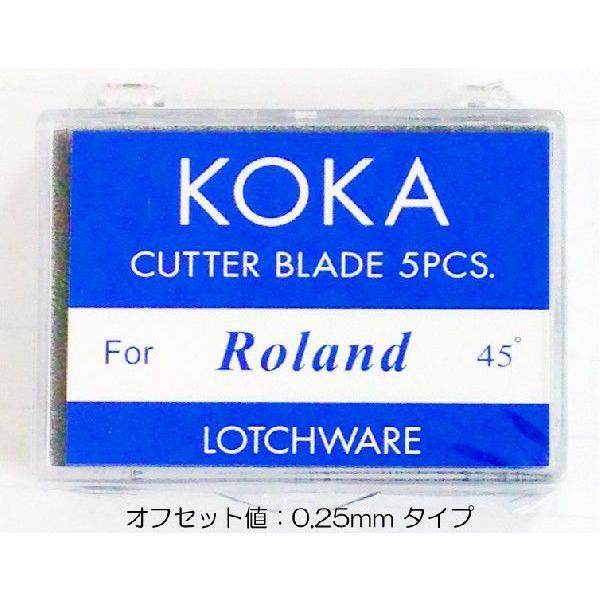 KOKA
CUTTER BLADE 5PCS.
For Roland 45°
LOTCHWARE
オフセット値：0.25mm タイプ